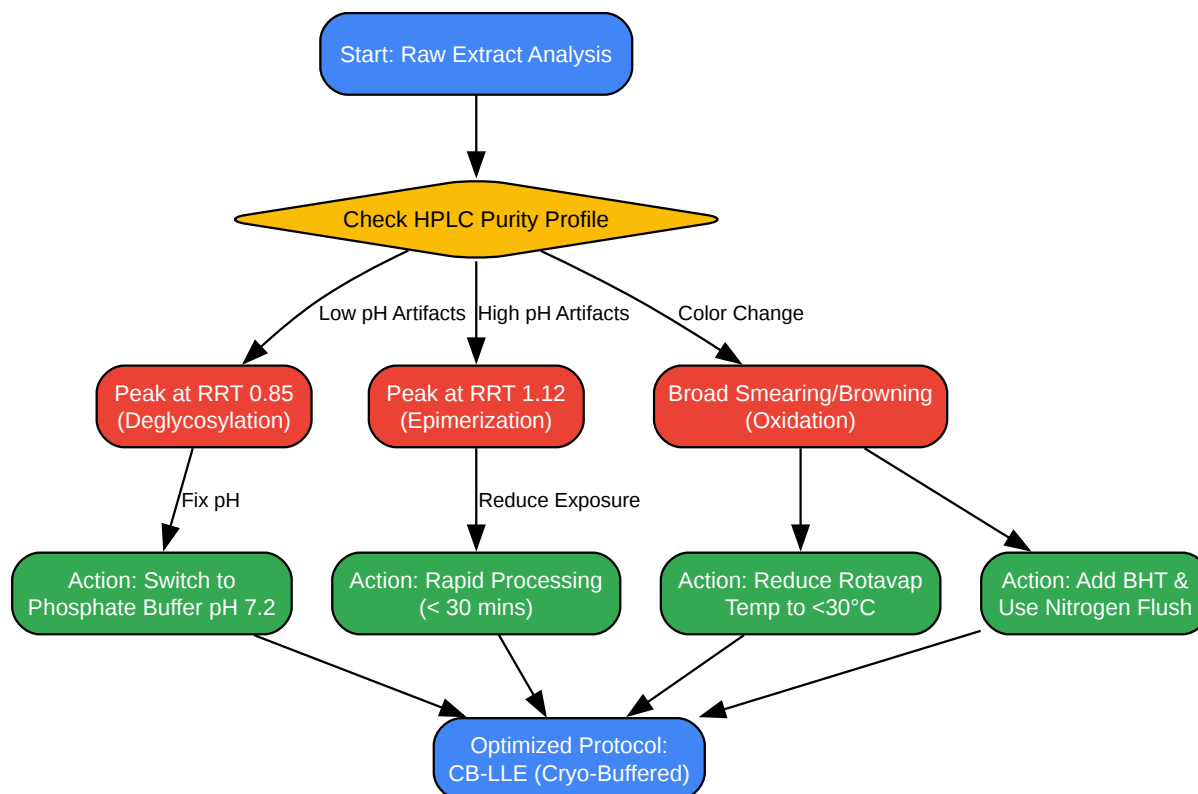 Start: Raw Extract Analysis
Check HPLC Purity Profile
Low pH Artifacts
High pH Artifacts
Color Change
Peak at RRT 0.85
(Deglycosylation)
Peak at RRT 1.12
(Epimerization)
Broad Smearing/Browning
(Oxidation)
Fix pH
Reduce Exposure
Action: Switch to
Phosphate Buffer pH 7.2
Action: Rapid Processing
(< 30 mins)
Action: Reduce Rotavap
Temp to <30°C
Action: Add BHT &
Use Nitrogen Flush
Optimized Protocol:
CB-LLE (Cryo-Buffered)